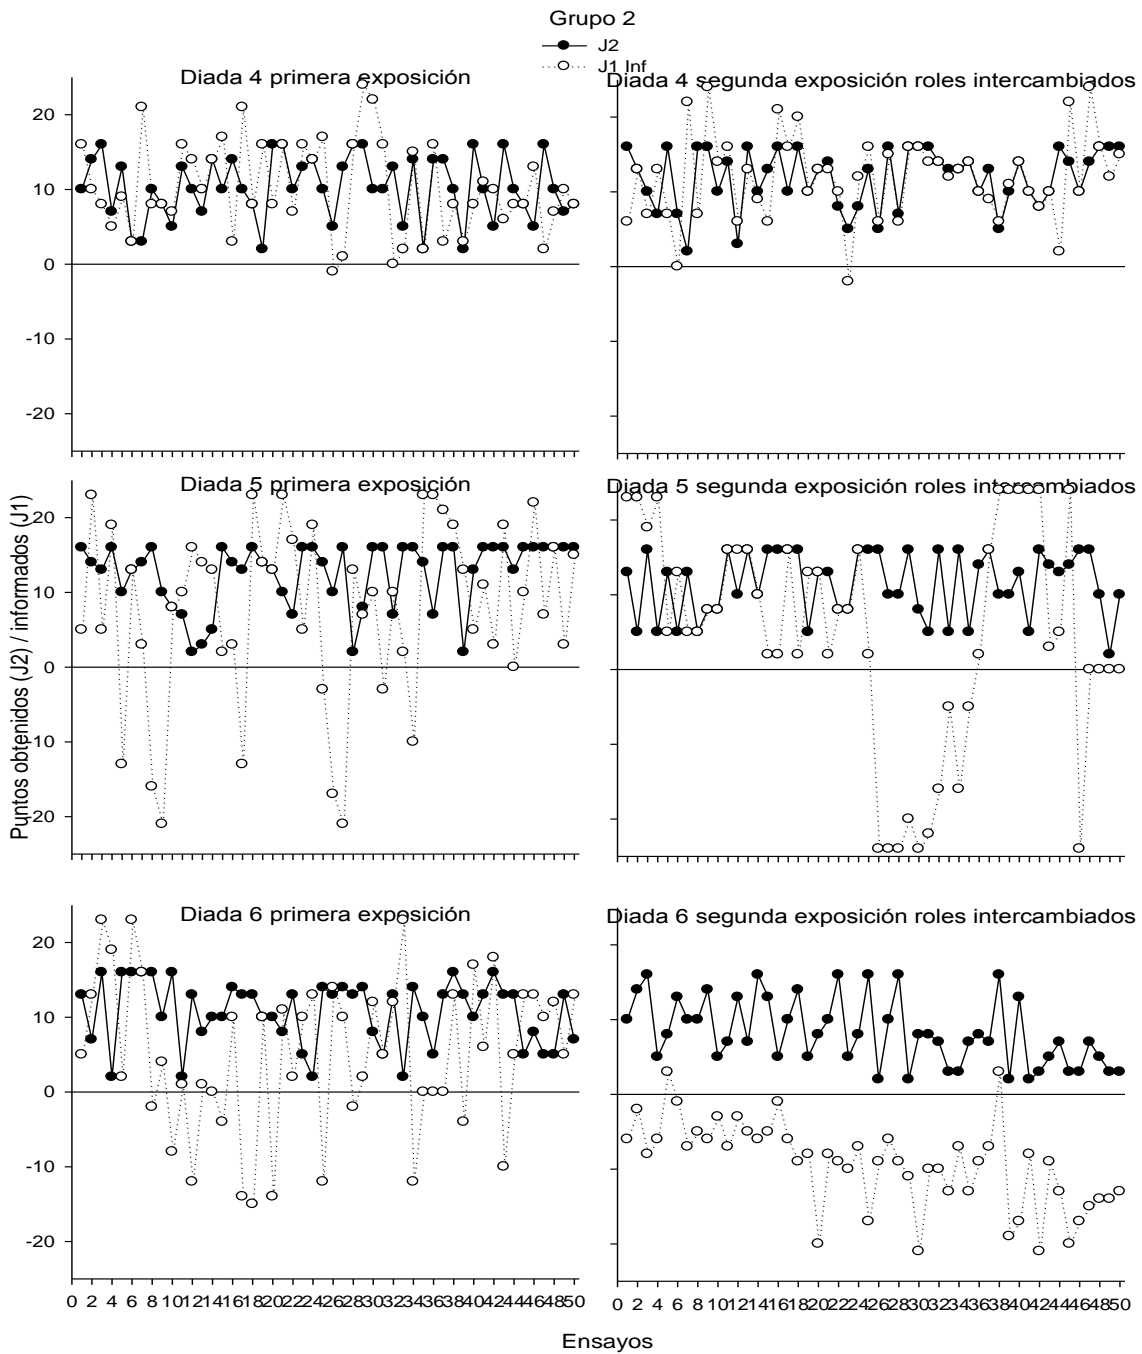 Grupo 2
J2
J1 Inf
Diada 4 primera exposición
Diada 4 segunda exposición roles intercambiados
20
10
0
-10
-20
Diada 5 primera exposición
Diada 5 segunda exposición roles intercambiados
20
10
0
-10
-20
Puntos obtenidos (J2) / informados (J1)
Diada 6 primera exposición
Diada 6 segunda exposición roles intercambiados
20
10
0
-10
-20
0 2 4 6 8 10 12 14 16 18 20 22 24 26 28 30 32 34 36 38 40 42 44 46 48 50
0 2 4 6 8 10 12 14 16 18 20 22 24 26 28 30 32 34 36 38 40 42 44 46 48 50
Ensayos